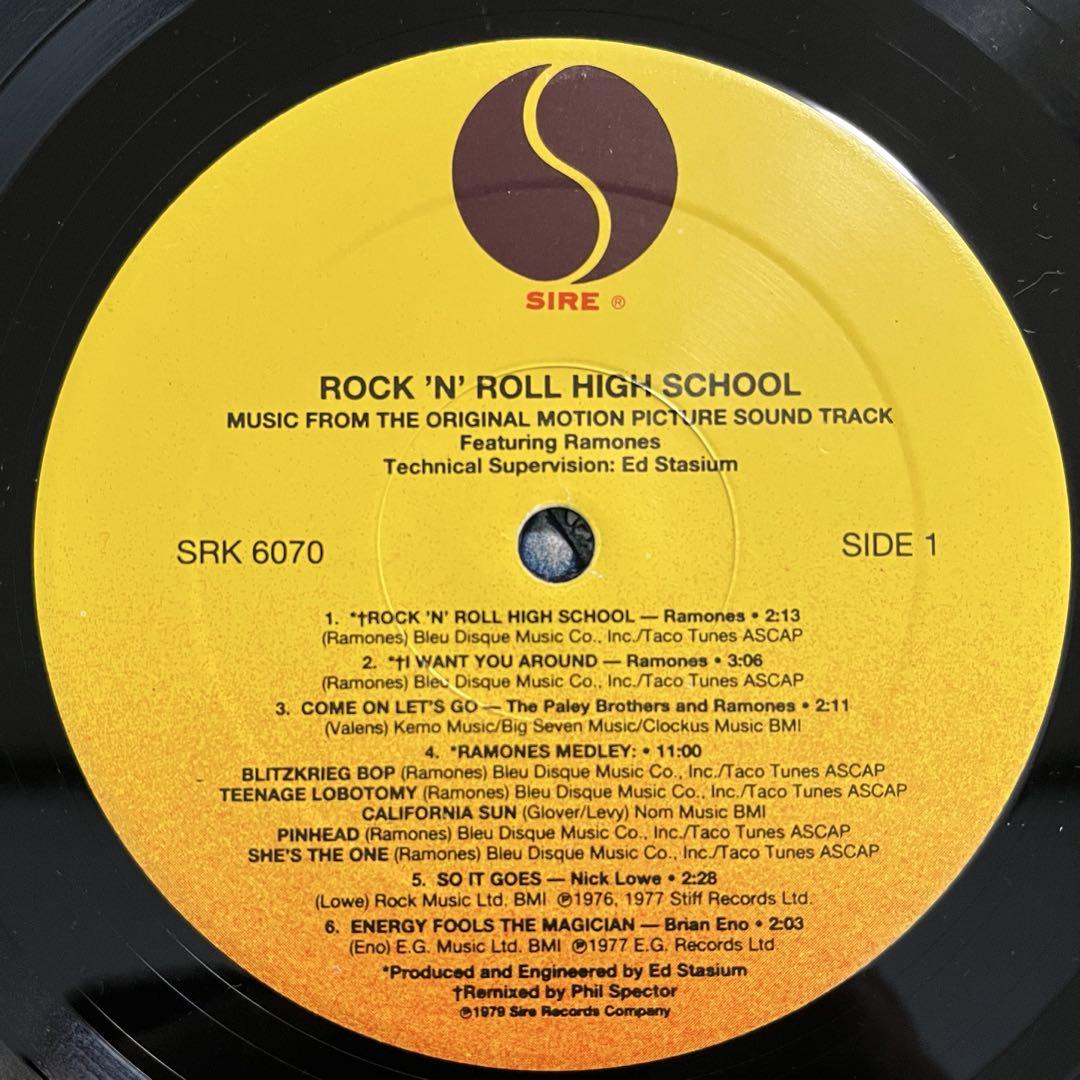 SIRE ®
ROCK 'N' ROLL HIGH SCHOOL
MUSIC FROM THE ORIGINAL MOTION PICTURE SOUND TRACK
Featuring Ramones
Technical Supervision: Ed Stasium
SRK 6070
SIDE 1
1. *†ROCK 'N' ROLL HIGH SCHOOL — Ramones • 2:13
(Ramones) Bleu Disque Music Co., Inc./Taco Tunes ASCAP
2. *†I WANT YOU AROUND — Ramones • 3:06
(Ramones) Bleu Disque Music Co., Inc./Taco Tunes ASCAP
3. COME ON LET'S GO — The Paley Brothers and Ramones • 2:11
(Valens) Kemo Music/Big Seven Music/Clockus Music BMI
4. *RAMONES MEDLEY: • 11:00
BLITZKRIEG BOP (Ramones) Bleu Disque Music Co., Inc./Taco Tunes ASCAP
TEENAGE LOBOTOMY (Ramones) Bleu Disque Music Co., Inc./Taco Tunes ASCAP
CALIFORNIA SUN (Glover/Levy) Nom Music BMI
PINHEAD (Ramones) Bleu Disque Music Co., Inc./Taco Tunes ASCAP
SHE'S THE ONE (Ramones) Bleu Disque Music Co., Inc./Taco Tunes ASCAP
5. SO IT GOES — Nick Lowe • 2:28
(Lowe) Rock Music Ltd. BMI ℗1976, 1977 Stiff Records Ltd.
6. ENERGY FOOLS THE MAGICIAN — Brian Eno • 2:03
(Eno) E.G. Music Ltd. BMI ℗1977 E.G. Records Ltd
*Produced and Engineered by Ed Stasium
†Remixed by Phil Spector
℗1979 Sire Records Company